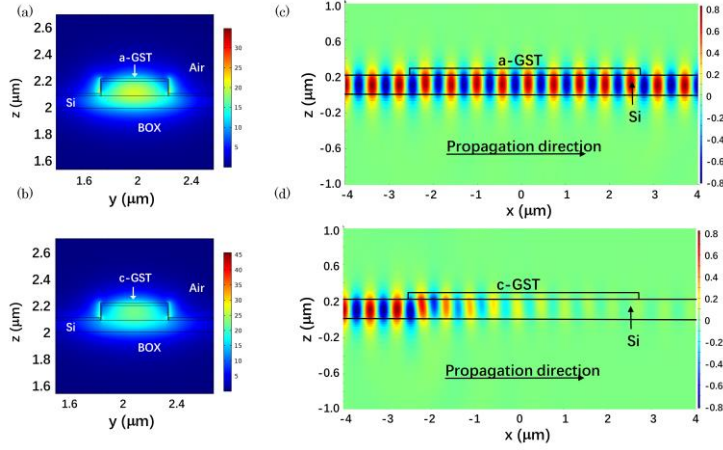 (a)
2.6
2.4
2.2
2
1.8
1.6
z (μm)
a-GST
Air
Si
BOX
1.6
2
2.4
y (μm)
30
25
20
15
10
5
(b)
2.6
2.4
2.2
2
1.8
1.6
z (μm)
c-GST
Air
Si
BOX
1.6
2
2.4
y (μm)
45
40
35
30
25
20
15
10
5
(c)
1.0
0.6
0.2
-0.2
-0.6
-1.0
z (μm)
a-GST
Si
Propagation direction
-4 -3 -2 -1 0 1 2 3 4
x (μm)
0.8
0.6
0.4
0.2
0
-0.2
-0.4
-0.6
-0.8
(d)
1.0
0.6
0.2
-0.2
-0.6
-1.0
z (μm)
c-GST
Si
Propagation direction
-4 -3 -2 -1 0 1 2 3 4
x (μm)
0.8
0.6
0.4
0.2
0
-0.2
-0.4
-0.6
-0.8